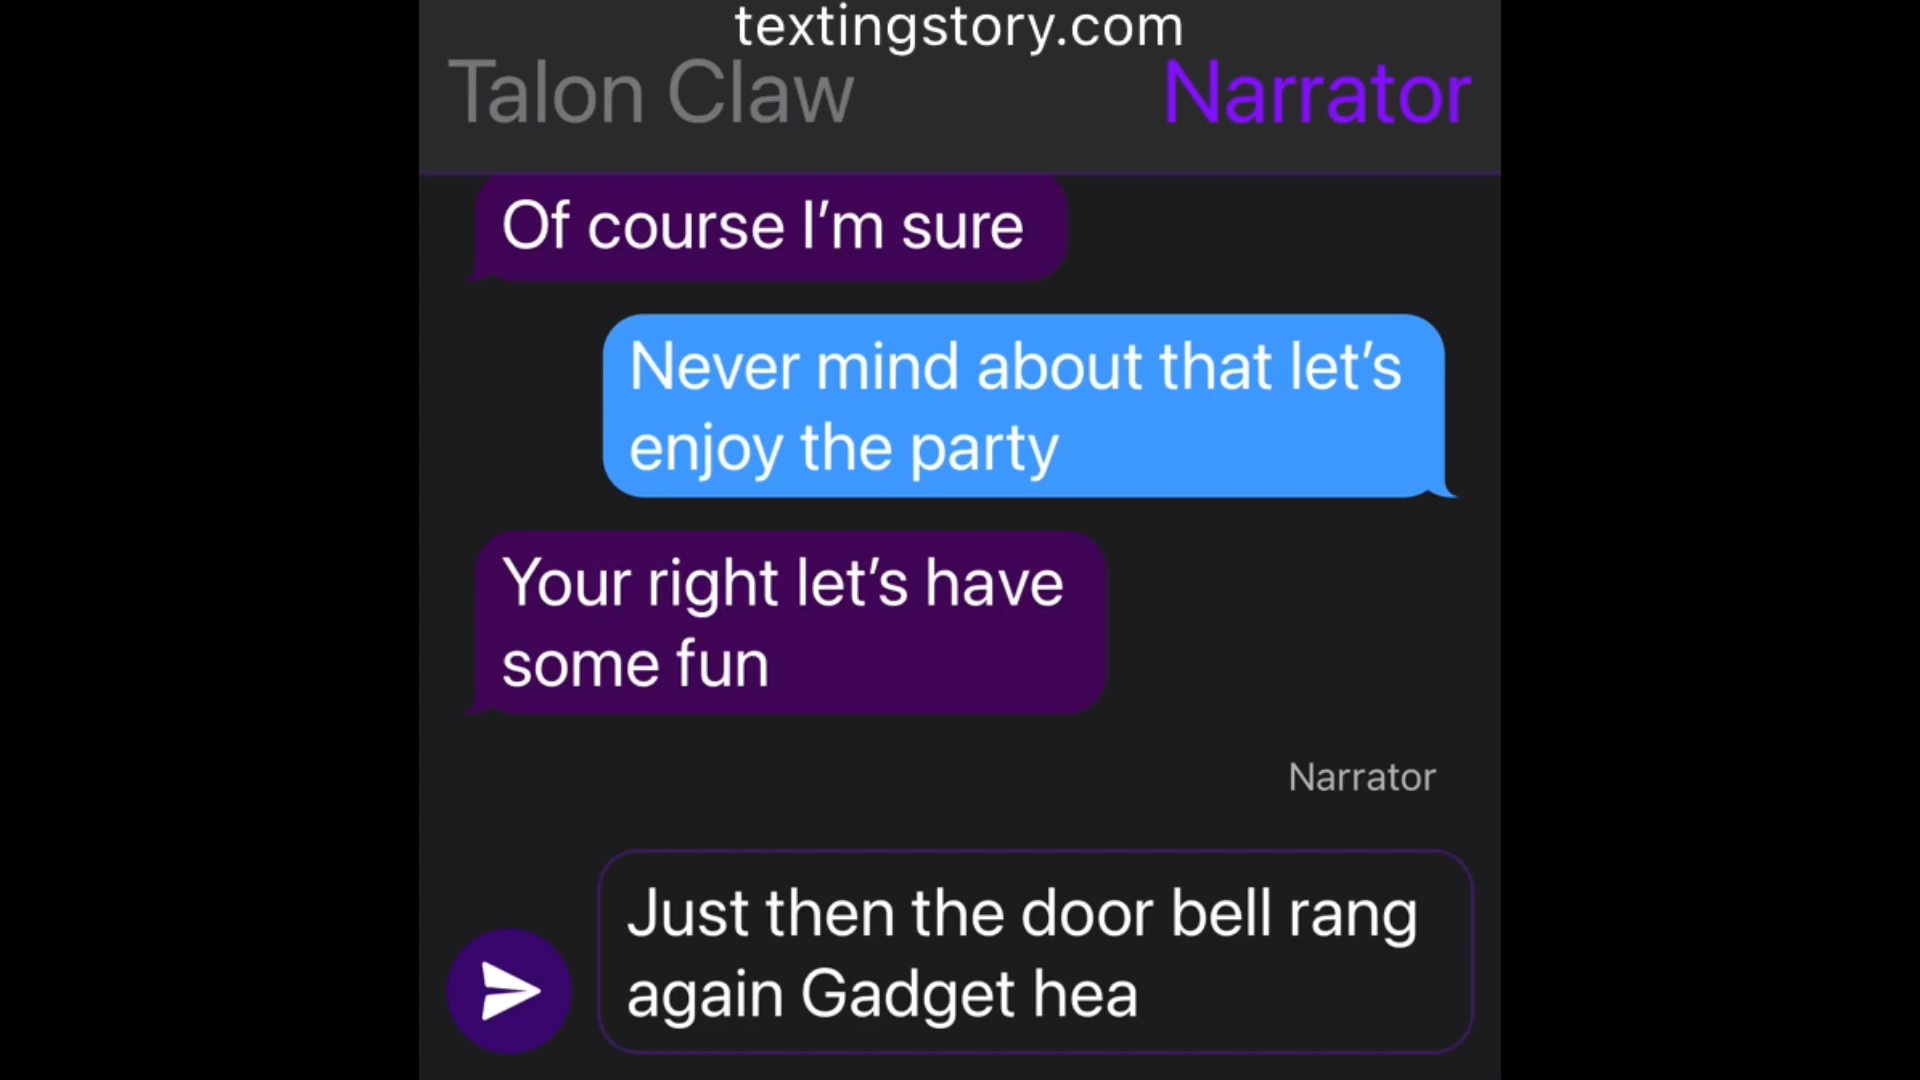 textingstory.com
Talon Claw
Narrator
Of course I’m sure
Never mind about that let’s
enjoy the party
Your right let’s have
some fun
Narrator
Just then the door bell rang
again Gadget hea